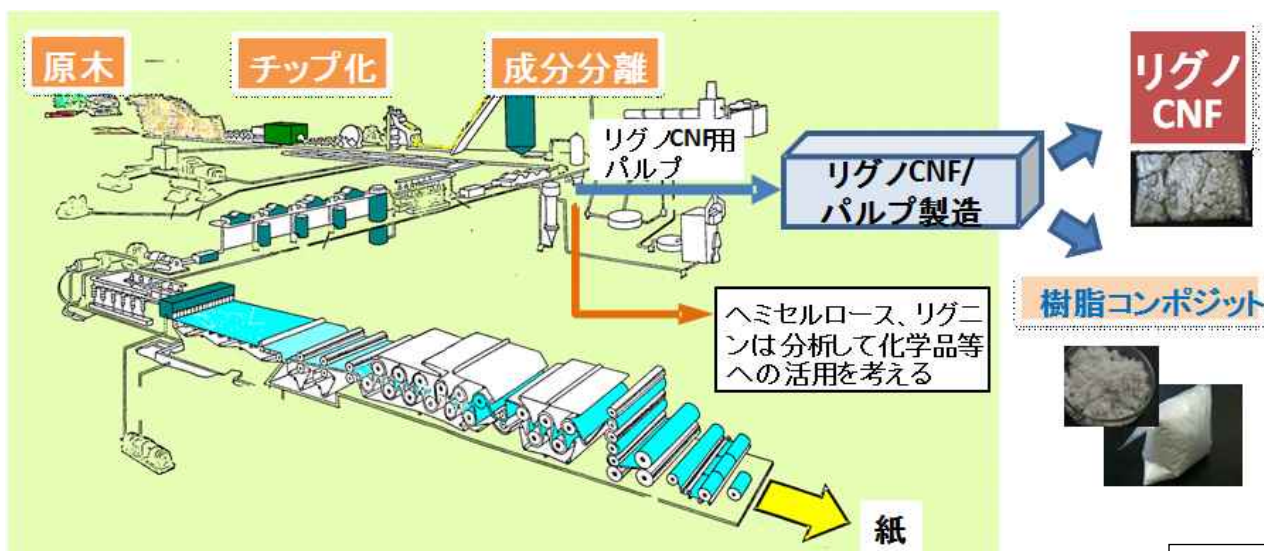 原木
チップ化
成分分離
リグノ
CNF
リグノCNF用
パルプ
リグノCNF/
パルプ製造
樹脂コンポジット
ヘミセルロース、リグニ
ンは分析して化学品等
への活用を考える
紙